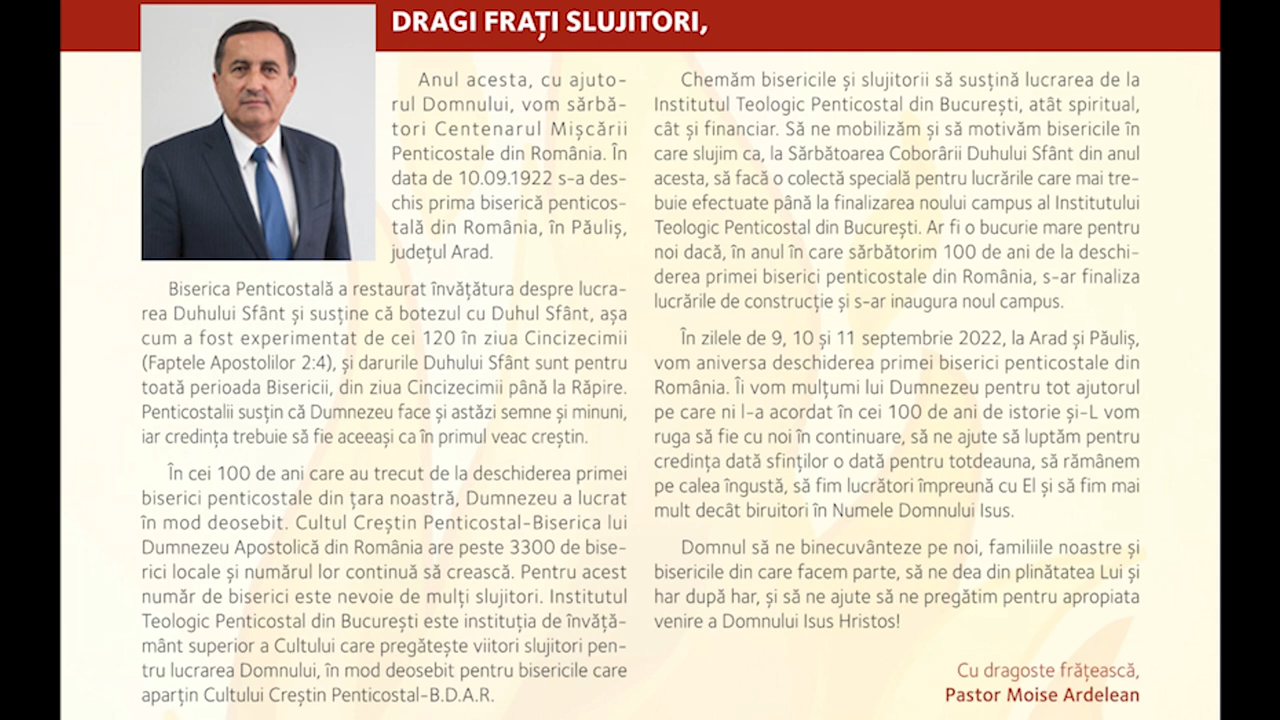 DRAGI FRAȚI SLUJITORI,
Anul acesta, cu ajuto-
rul Domnului, vom sărbă-
tori Centenarul Mișcării
Penticostale din România. În
data de 10.09.1922 s-a des-
chis prima biserică penticos-
tală din România, în Păuliș,
județul Arad.
Biserica Penticostală a restaurat învățătura despre lucra-
rea Duhului Sfânt și susține că botezul cu Duhul Sfânt, așa
cum a fost experimentat de cei 120 în ziua Cincizecimii
(Faptele Apostolilor 2:4), și darurile Duhului Sfânt sunt pentru
toată perioada Bisericii, din ziua Cincizecimii până la Răpire.
Penticostalii susțin că Dumnezeu face și astăzi semne și minuni,
iar credința trebuie să fie aceeași ca în primul veac creștin.
În cei 100 de ani care au trecut de la deschiderea primei
biserici penticostale din țara noastră, Dumnezeu a lucrat
în mod deosebit. Cultul Creștin Penticostal-Biserica lui
Dumnezeu Apostolică din România are peste 3300 de bise-
rici locale și numărul lor continuă să crească. Pentru acest
număr de biserici este nevoie de mulți slujitori. Institutul
Teologic Penticostal din București este instituția de învăță-
mânt superior a Cultului care pregătește viitori slujitori pen-
tru lucrarea Domnului, în mod deosebit pentru bisericile care
aparțin Cultului Creștin Penticostal-B.D.A.R.
Chemăm bisericile și slujitorii să susțină lucrarea de la
Institutul Teologic Penticostal din București, atât spiritual,
cât și financiar. Să ne mobilizăm și să motivăm bisericile în
care slujim ca, la Sărbătoarea Coborârii Duhului Sfânt din anul
acesta, să facă o colectă specială pentru lucrările care mai tre-
buie efectuate până la finalizarea noului campus al Institutului
Teologic Penticostal din București. Ar fi o bucurie mare pentru
noi dacă, în anul în care sărbătorim 100 de ani de la deschi-
derea primei biserici penticostale din România, s-ar finaliza
lucrările de construcție și s-ar inaugura noul campus.
În zilele de 9, 10 și 11 septembrie 2022, la Arad și Păuliș,
vom aniversa deschiderea primei biserici penticostale din
România. Îi vom mulțumi lui Dumnezeu pentru tot ajutorul
pe care ni l-a acordat în cei 100 de ani de istorie și-L vom
ruga să fie cu noi în continuare, să ne ajute să luptăm pentru
credința dată sfinților o dată pentru totdeauna, să rămânem
pe calea îngustă, să fim lucrători împreună cu El și să fim mai
mult decât biruitori în Numele Domnului Isus.
Domnul să ne binecuvânteze pe noi, familiile noastre și
bisericile din care facem parte, să ne dea din plinătatea Lui și
har după har, și să ne ajute să ne pregătim pentru apropiata
venire a Domnului Isus Hristos!
Cu dragoste frățească,
Pastor Moise Ardelean